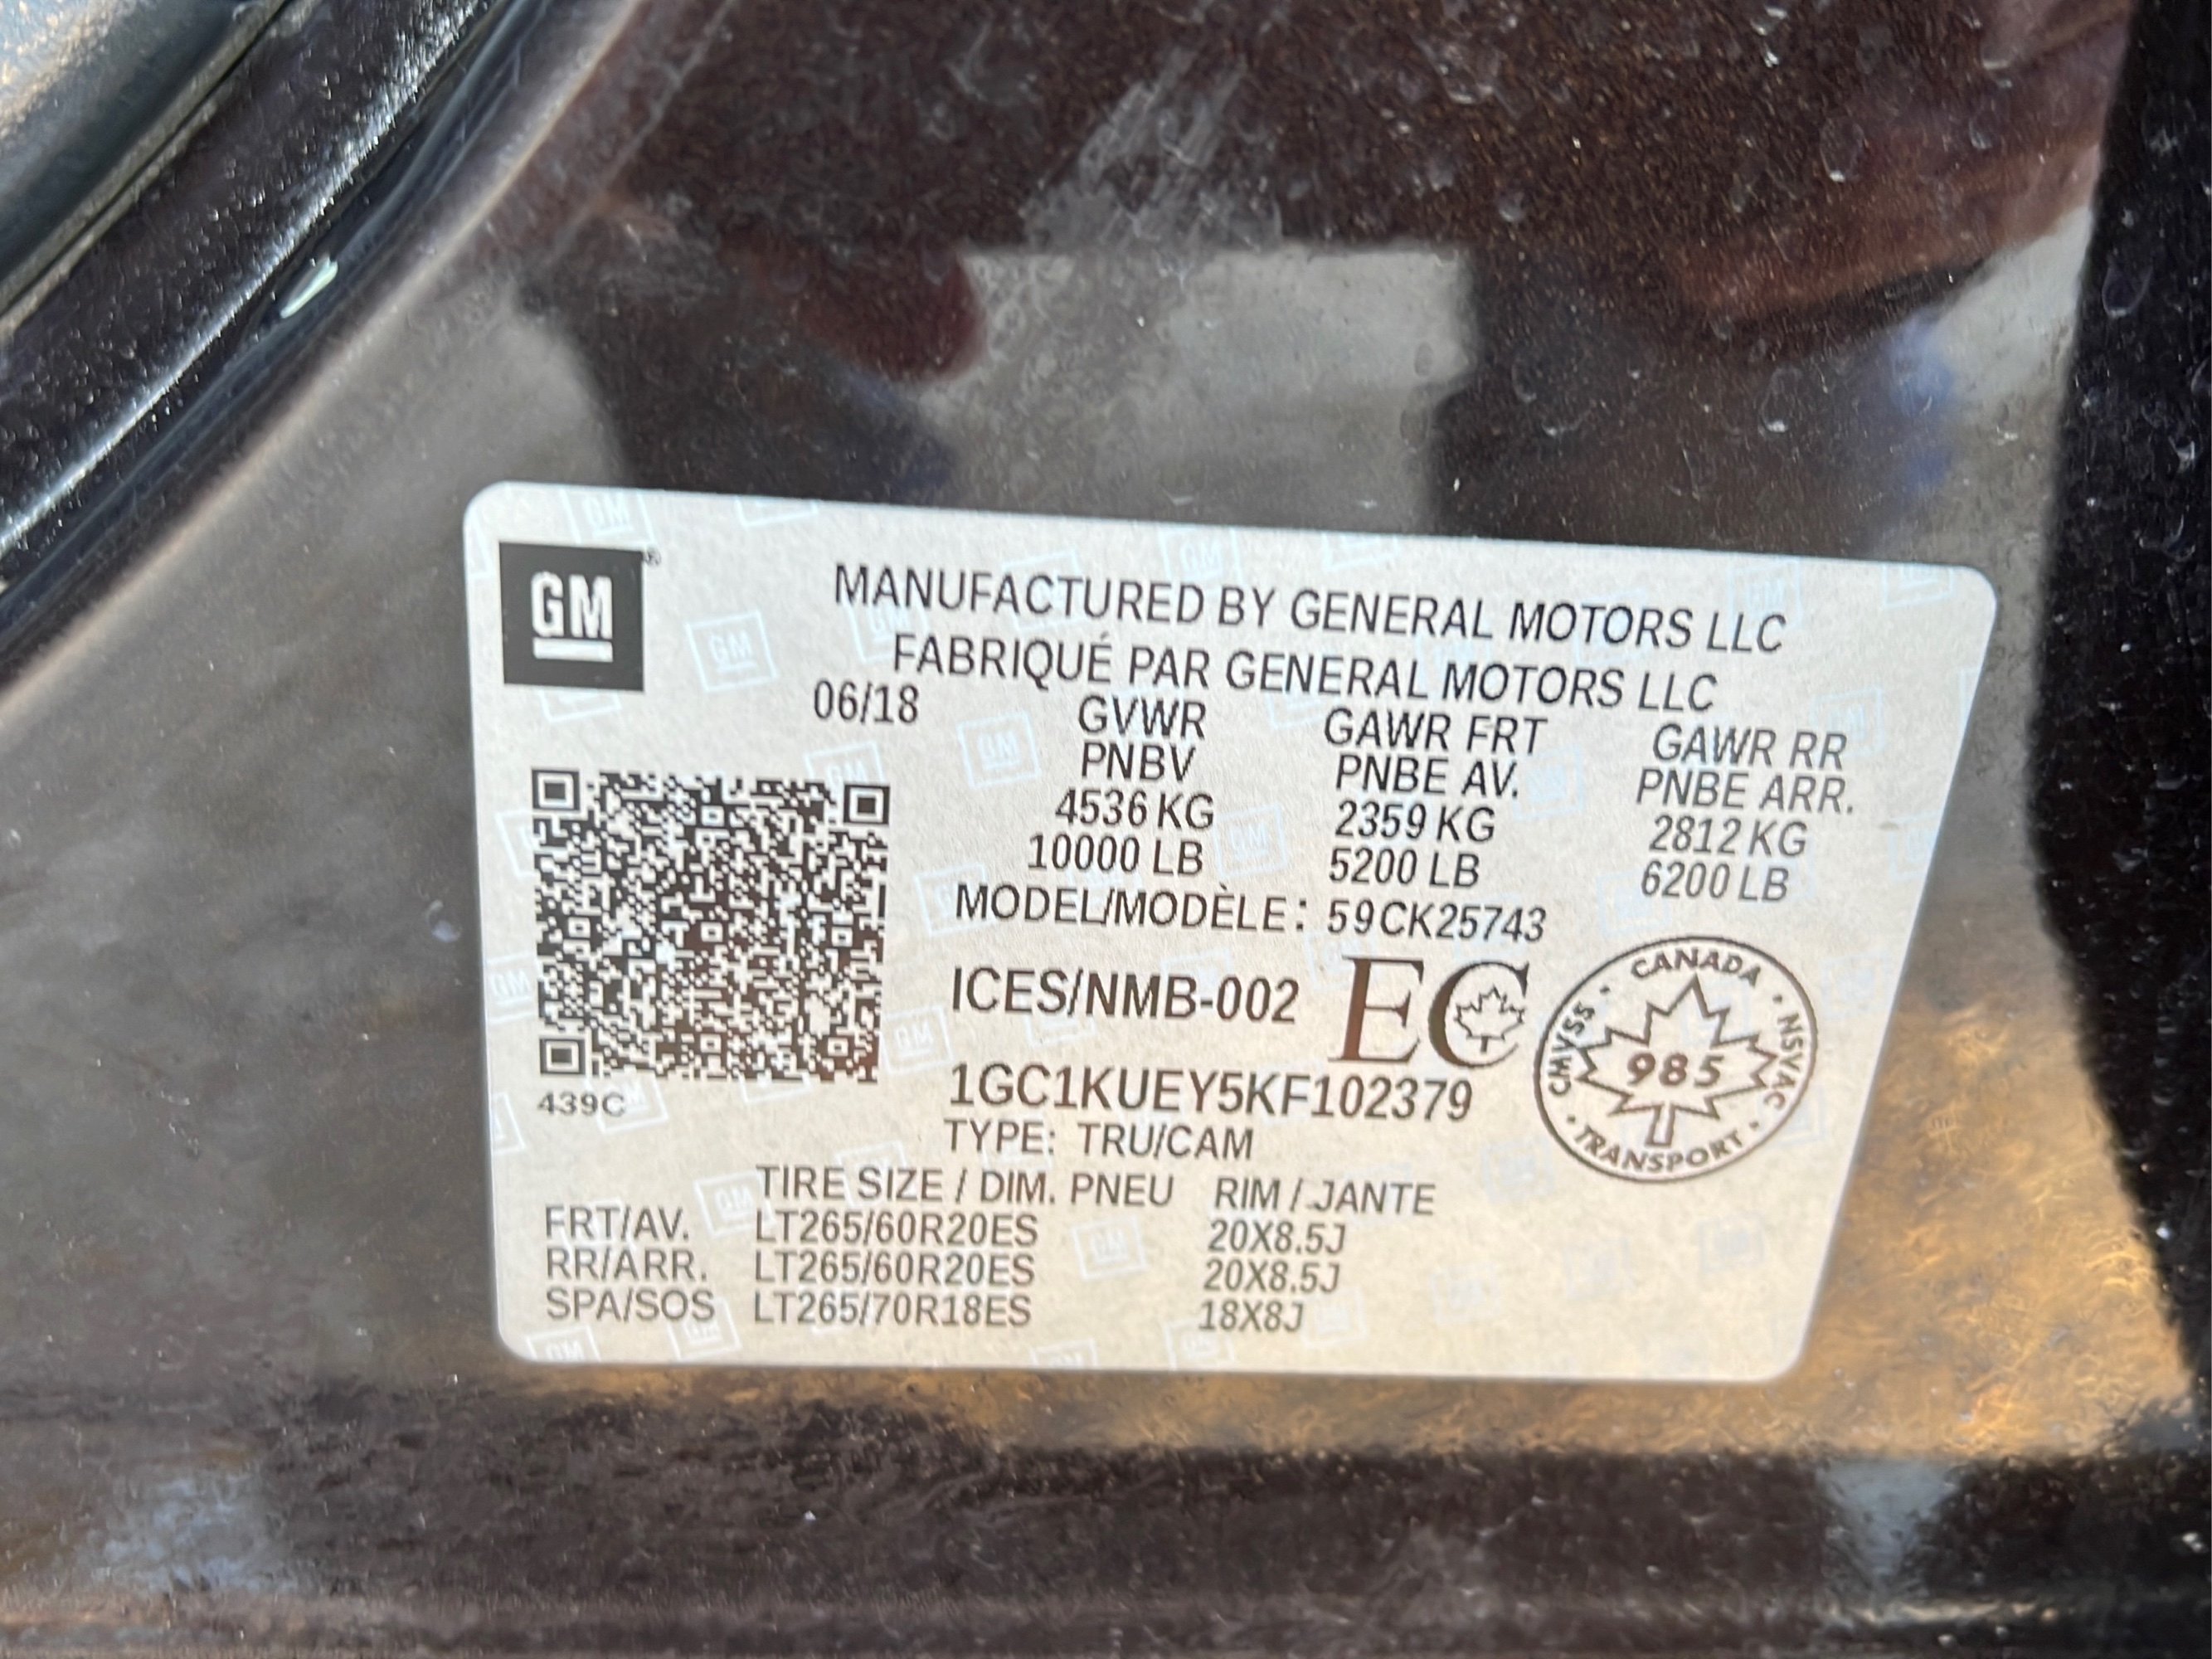 GM
MANUFACTURED BY GENERAL MOTORS LLC
FABRIQUÉ PAR GENERAL MOTORS LLC
06/18 GVWR GAWR FRT GAWR RR
PNBV PNBE AV. PNBE ARR.
4536 KG 2359 KG 2812 KG
10000 LB 5200 LB 6200 LB
MODEL/MODÈLE: 59CK25743
ICES/NMB-002 EC
CANADA · NSVAC · TRANSPORT · CMVSS ·
985
1GC1KUEY5KF102379
439C
TYPE: TRU/CAM
TIRE SIZE / DIM. PNEU RIM / JANTE
FRT/AV. LT265/60R20ES 20X8.5J
RR/ARR. LT265/60R20ES 20X8.5J
SPA/SOS LT265/70R18ES 18X8J